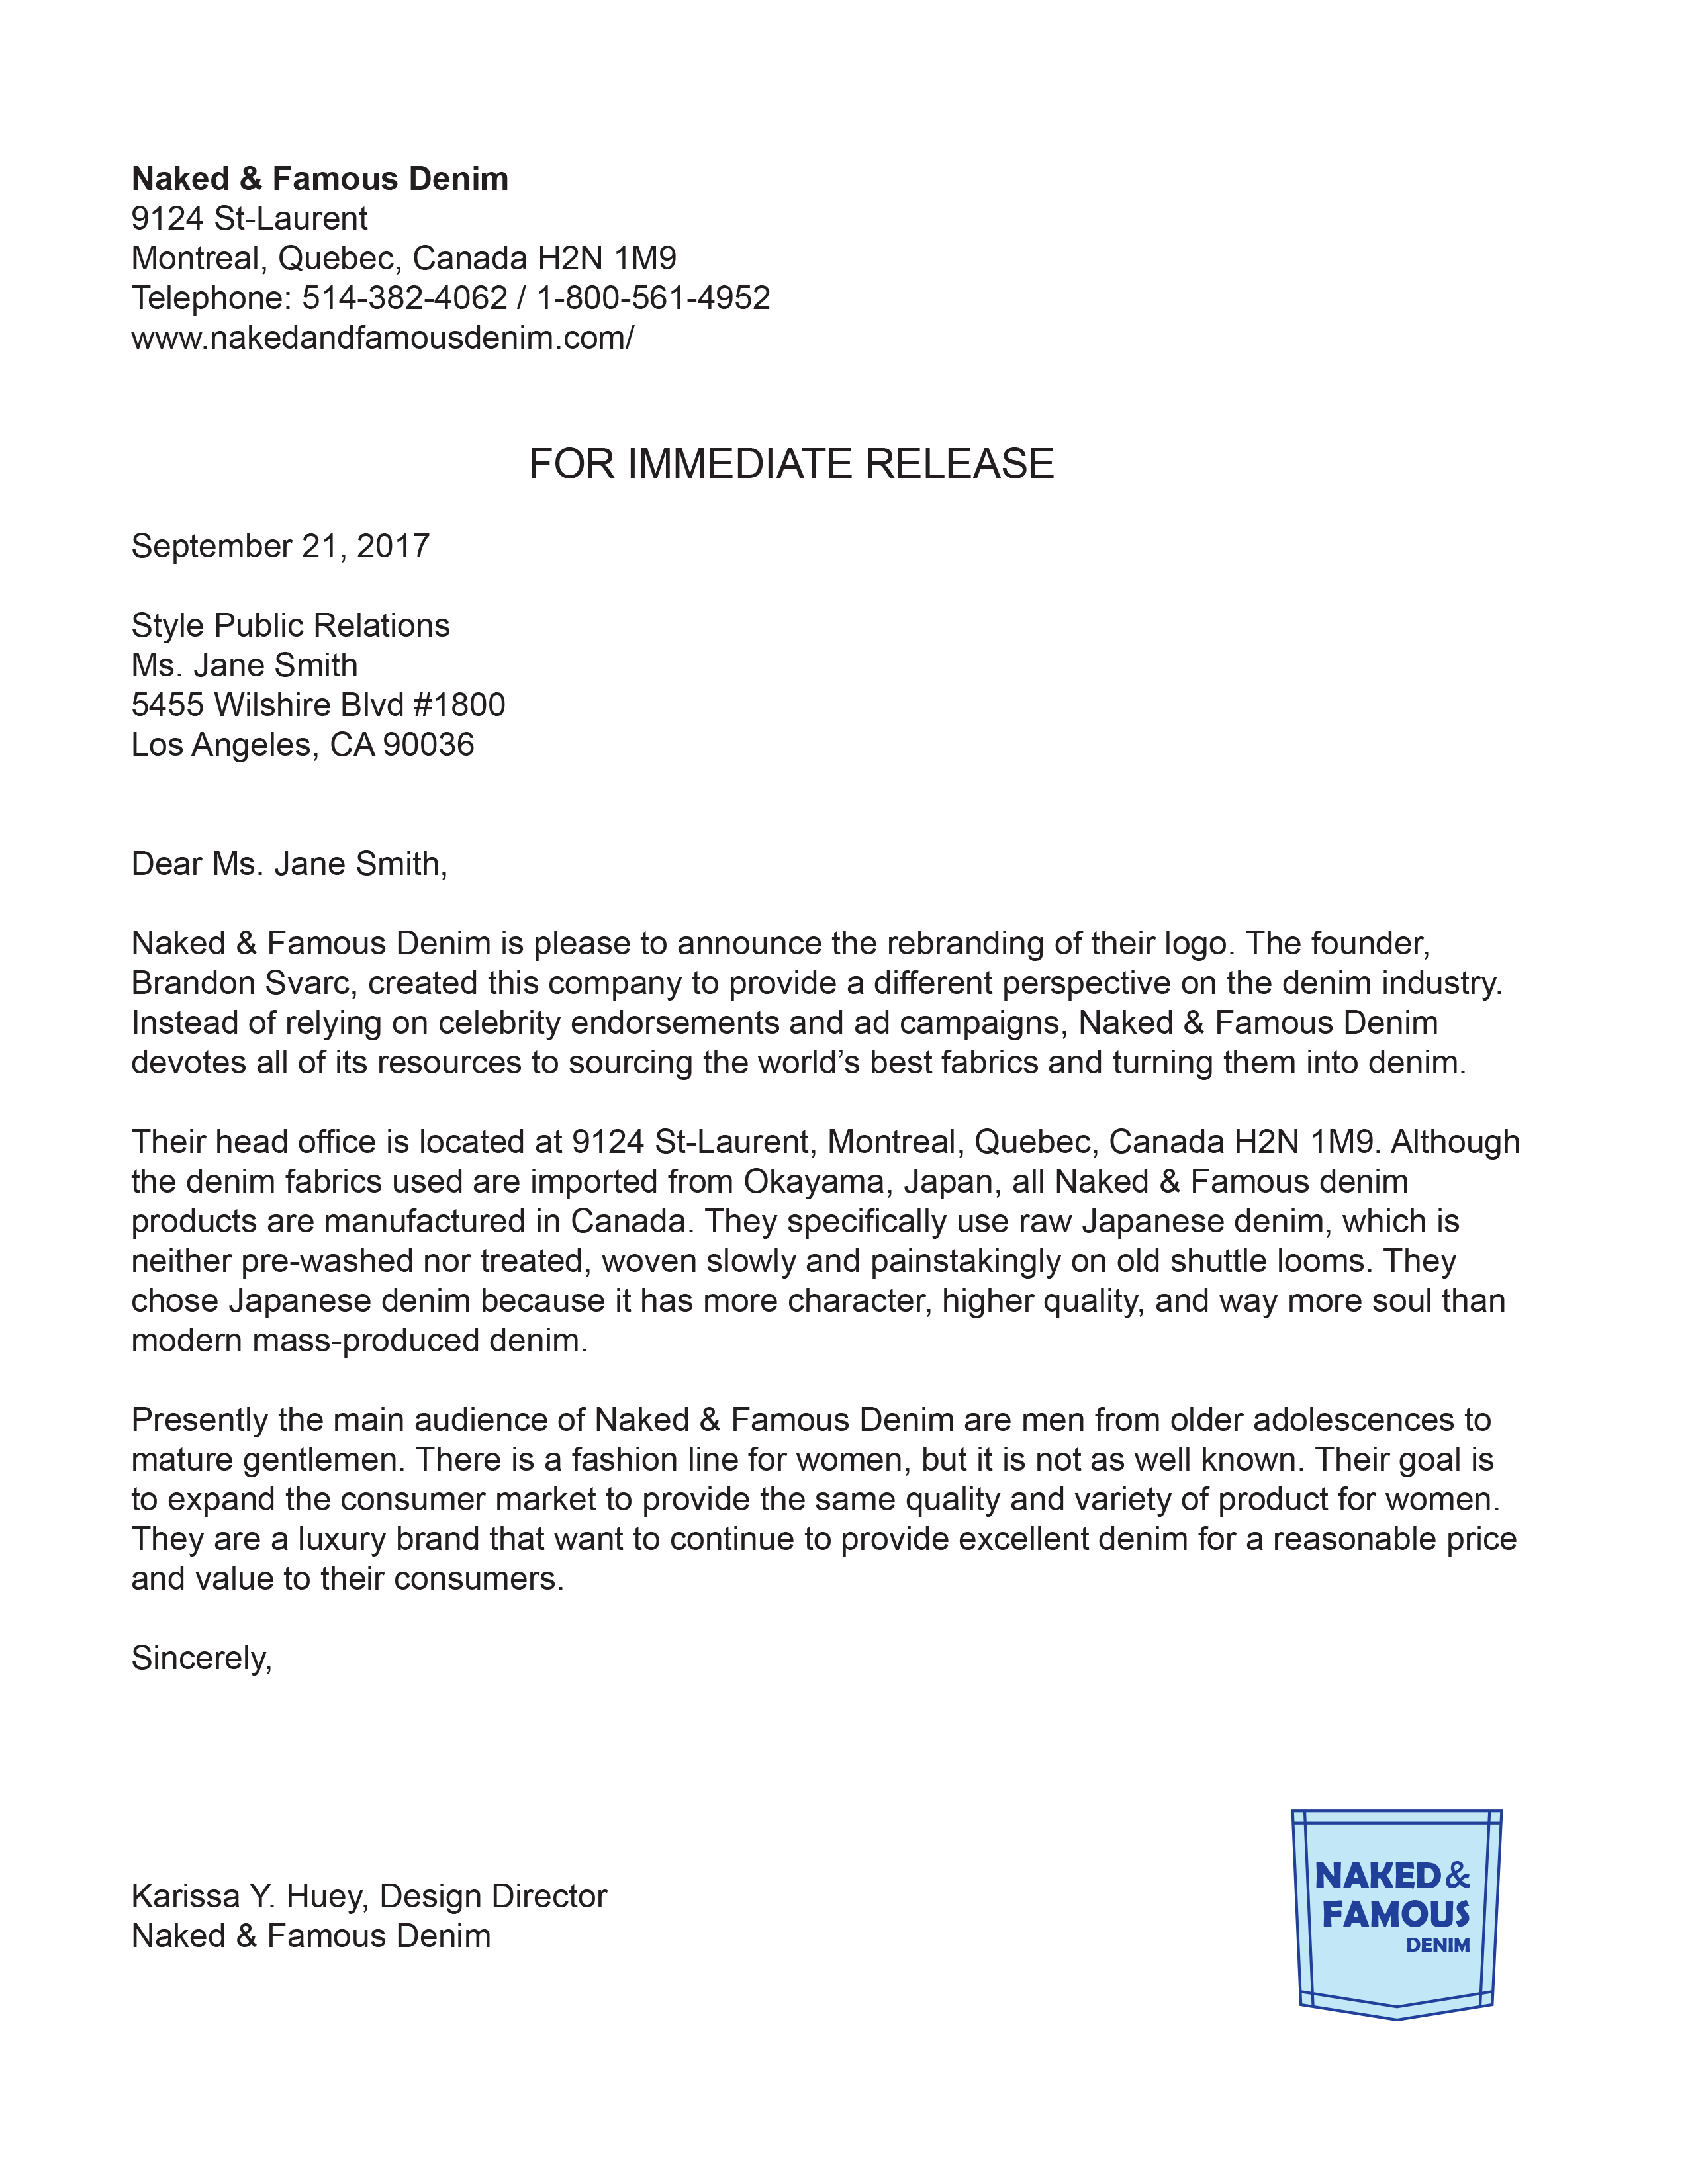 Naked & Famous Denim
9124 St-Laurent
Montreal, Quebec, Canada H2N 1M9
Telephone: 514-382-4062 / 1-800-561-4952
www.nakedandfamousdenim.com/
FOR IMMEDIATE RELEASE
September 21, 2017
Style Public Relations
Ms. Jane Smith
5455 Wilshire Blvd #1800
Los Angeles, CA 90036
Dear Ms. Jane Smith,
Naked & Famous Denim is please to announce the rebranding of their logo. The founder,
Brandon Svarc, created this company to provide a different perspective on the denim industry.
Instead of relying on celebrity endorsements and ad campaigns, Naked & Famous Denim
devotes all of its resources to sourcing the world’s best fabrics and turning them into denim.
Their head office is located at 9124 St-Laurent, Montreal, Quebec, Canada H2N 1M9. Although
the denim fabrics used are imported from Okayama, Japan, all Naked & Famous denim
products are manufactured in Canada. They specifically use raw Japanese denim, which is
neither pre-washed nor treated, woven slowly and painstakingly on old shuttle looms. They
chose Japanese denim because it has more character, higher quality, and way more soul than
modern mass-produced denim.
Presently the main audience of Naked & Famous Denim are men from older adolescences to
mature gentlemen. There is a fashion line for women, but it is not as well known. Their goal is
to expand the consumer market to provide the same quality and variety of product for women.
They are a luxury brand that want to continue to provide excellent denim for a reasonable price
and value to their consumers.
Sincerely,
Karissa Y. Huey, Design Director
Naked & Famous Denim
NAKED &
FAMOUS
DENIM